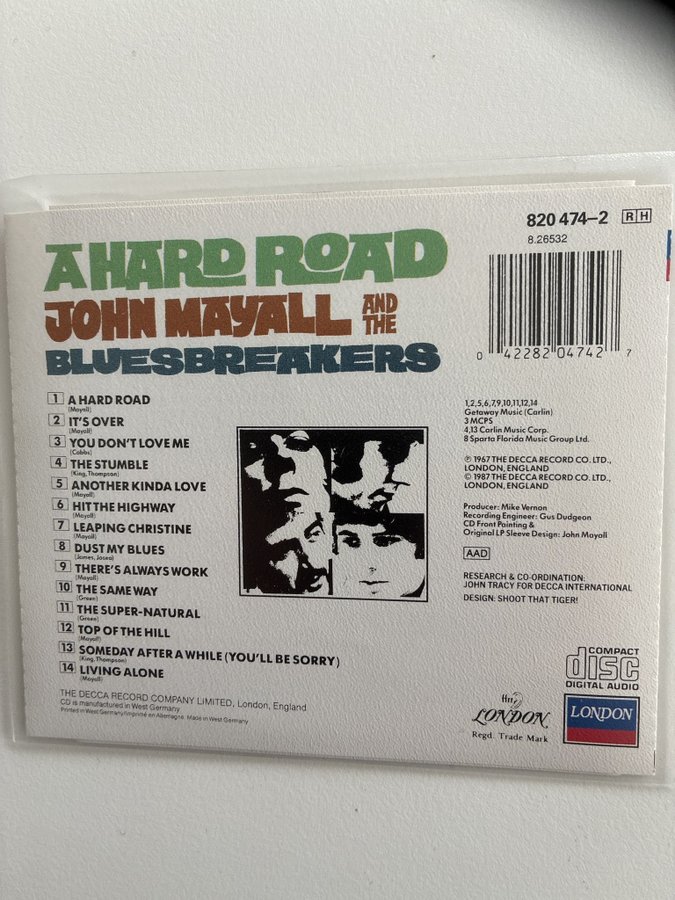 820 474–2 RH
8.26532
A HARD ROAD
JOHN MAYALL AND THE
BLUESBREAKERS
0 42282 04742 7
1 A HARD ROAD
(Mayall)
2 IT'S OVER
(Mayall)
3 YOU DON'T LOVE ME
(Cobbs)
4 THE STUMBLE
(King, Thompson)
5 ANOTHER KINDA LOVE
(Mayall)
6 HIT THE HIGHWAY
(Mayall)
7 LEAPING CHRISTINE
(Mayall)
8 DUST MY BLUES
(James, Josea)
9 THERE'S ALWAYS WORK
(Mayall)
10 THE SAME WAY
(Green)
11 THE SUPER-NATURAL
(Green)
12 TOP OF THE HILL
(Mayall)
13 SOMEDAY AFTER A WHILE (YOU'LL BE SORRY)
(King, Thompson)
14 LIVING ALONE
(Mayall)
1,2,5,6,7,9,10,11,12,14
Getaway Music (Carlin)
3 MCPS
4,13 Carlin Music Corp.
8 Sparta Florida Music Group Ltd.
℗ 1967 THE DECCA RECORD CO. LTD.,
LONDON, ENGLAND
© 1987 THE DECCA RECORD CO. LTD.,
LONDON, ENGLAND
Producer: Mike Vernon
Recording Engineer: Gus Dudgeon
CD Front Painting &
Original LP Sleeve Design: John Mayall
AAD
RESEARCH & CO-ORDINATION:
JOHN TRACY FOR DECCA INTERNATIONAL
DESIGN: SHOOT THAT TIGER!
COMPACT
disc
DIGITAL AUDIO
THE DECCA RECORD COMPANY LIMITED, London, England
CD is manufactured in West Germany
Printed in West Germany/Imprimé en Allemagne. Made in West Germany
LONDON
Regd. Trade Mark
LONDON